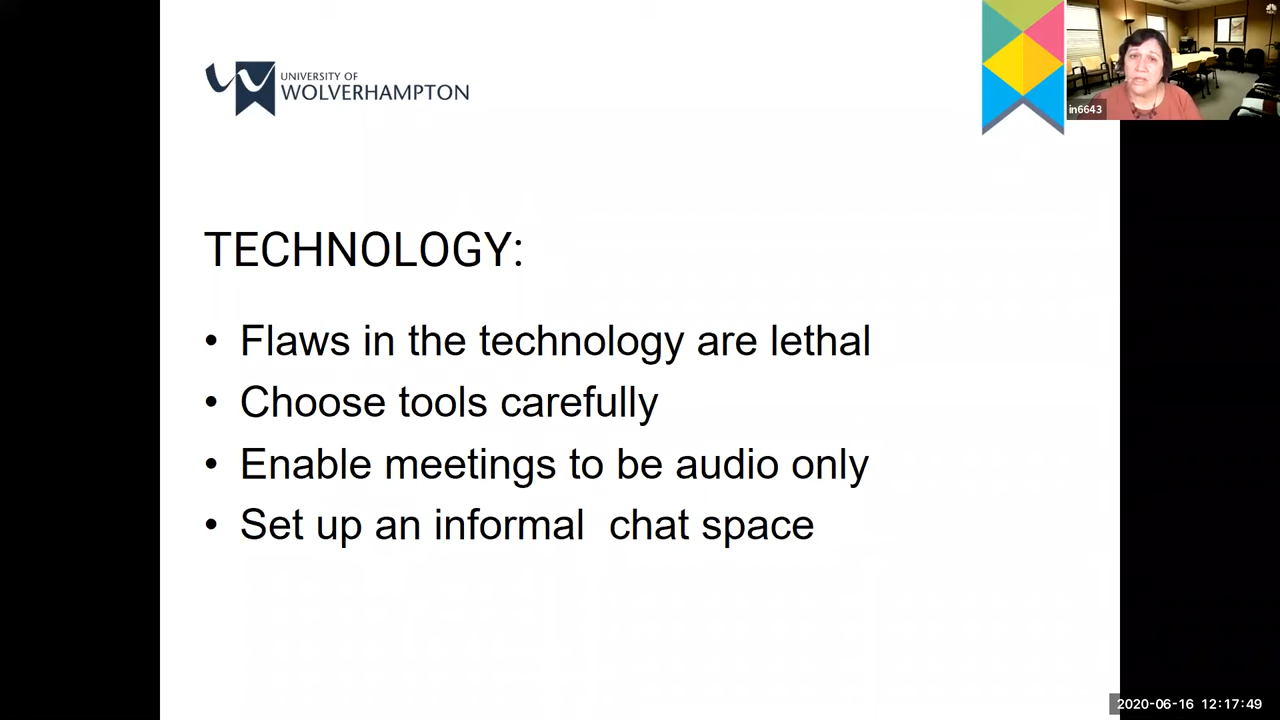 UNIVERSITY OF
WOLVERHAMPTON
in6643
TECHNOLOGY:
• Flaws in the technology are lethal
• Choose tools carefully
• Enable meetings to be audio only
• Set up an informal  chat space
2020-06-16 12:17:49